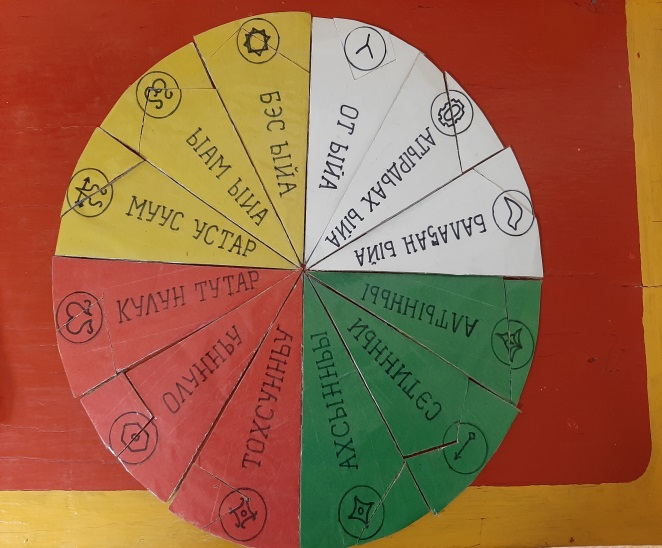 ОТ ЫЙА
АТЫРДЬАХ ЫЙА
БАЛАҔАН ЫЙА
АЛТЫННЬЫ
СЭТИННЬИ
АХСЫННЬЫ
ТОХСУННЬУ
ОЛУННЬУ
КУЛУН ТУТАР
МУУС УСТАР
ЫАМ ЫЙА
БЭС ЫЙА